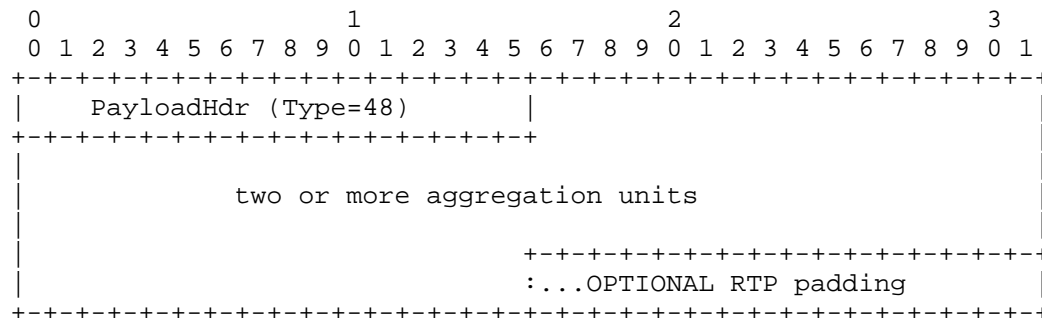 0                   1                   2                   3
0 1 2 3 4 5 6 7 8 9 0 1 2 3 4 5 6 7 8 9 0 1 2 3 4 5 6 7 8 9 0 1
+-+-+-+-+-+-+-+-+-+-+-+-+-+-+-+-+-+-+-+-+-+-+-+-+-+-+-+-+-+-+-+-+
|    PayloadHdr (Type=48)       |                               |
+-+-+-+-+-+-+-+-+-+-+-+-+-+-+-+-+                               |
|                                                               |
|             two or more aggregation units                     |
|                                                               |
|                               +-+-+-+-+-+-+-+-+-+-+-+-+-+-+-+-+
|                               :...OPTIONAL RTP padding        |
+-+-+-+-+-+-+-+-+-+-+-+-+-+-+-+-+-+-+-+-+-+-+-+-+-+-+-+-+-+-+-+-+